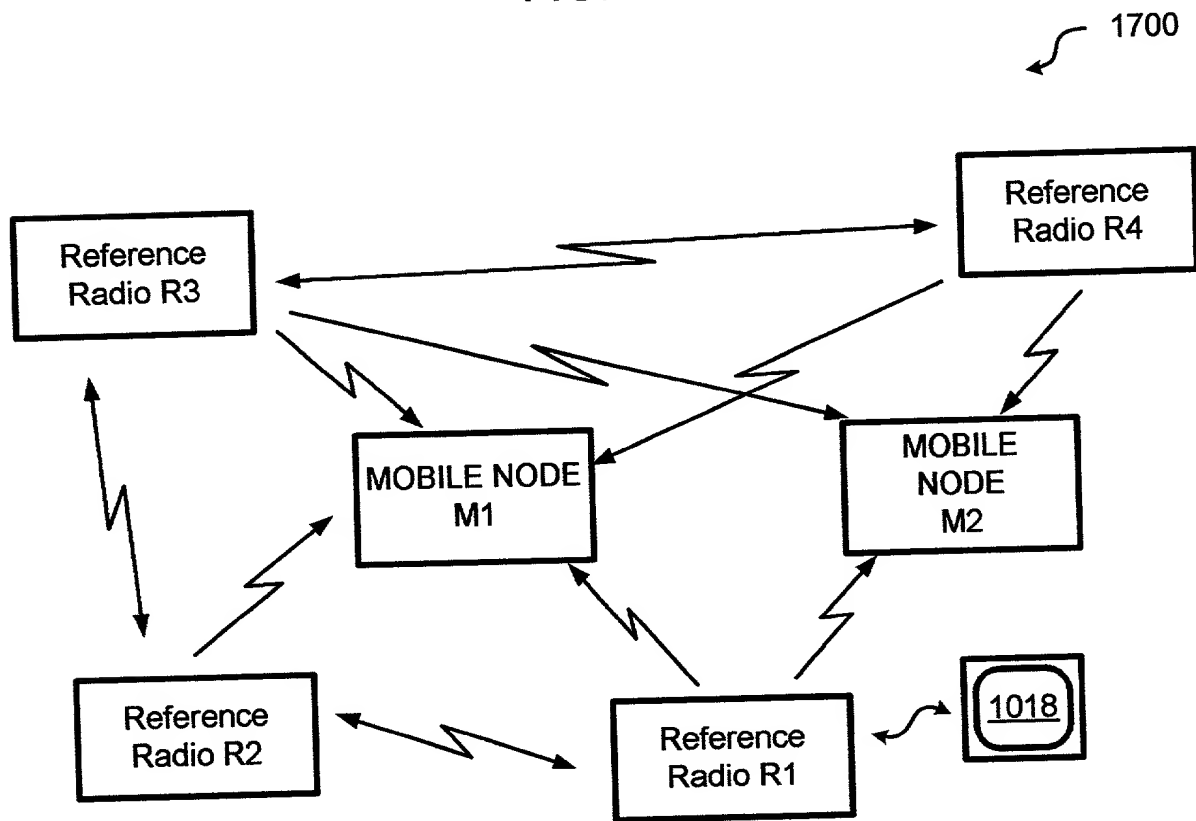 1700
Reference
Radio R4
Reference
Radio R3
MOBILE NODE
M1
MOBILE
NODE
M2
Reference
Radio R2
Reference
Radio R1
1018